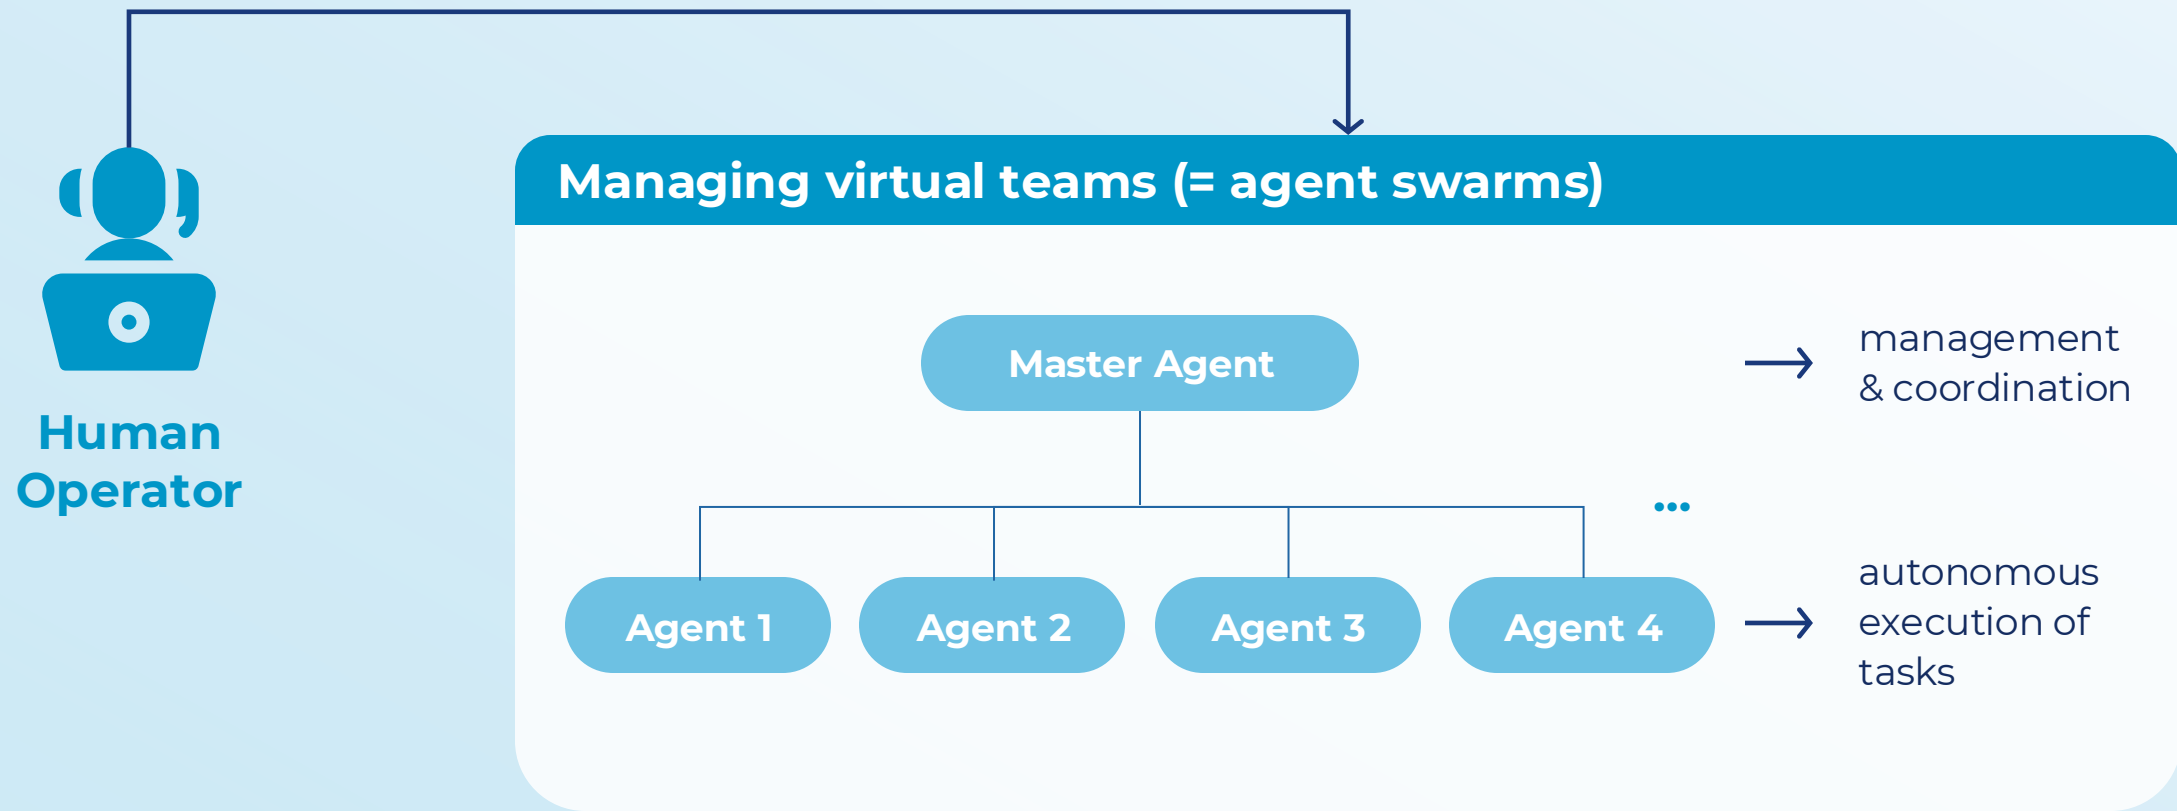 Managing virtual teams (= agent swarms)
Human
Operator
Master Agent
management
& coordination
...
Agent 1
Agent 2
Agent 3
Agent 4
autonomous
execution of
tasks